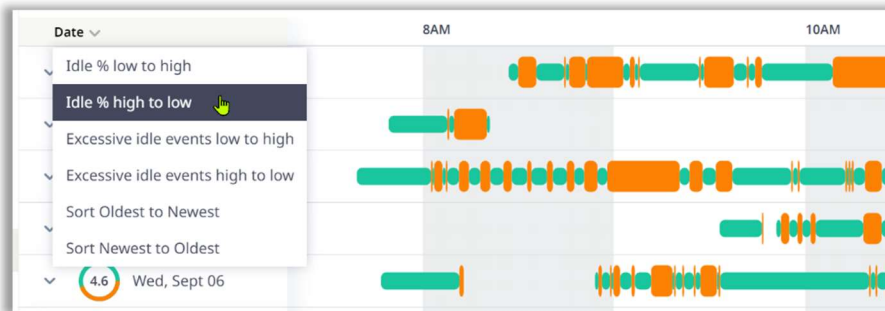 Date
8AM
10AM
Idle % low to high
Idle % high to low
Excessive idle events low to high
Excessive idle events high to low
Sort Oldest to Newest
Sort Newest to Oldest
4.6 Wed, Sept 06